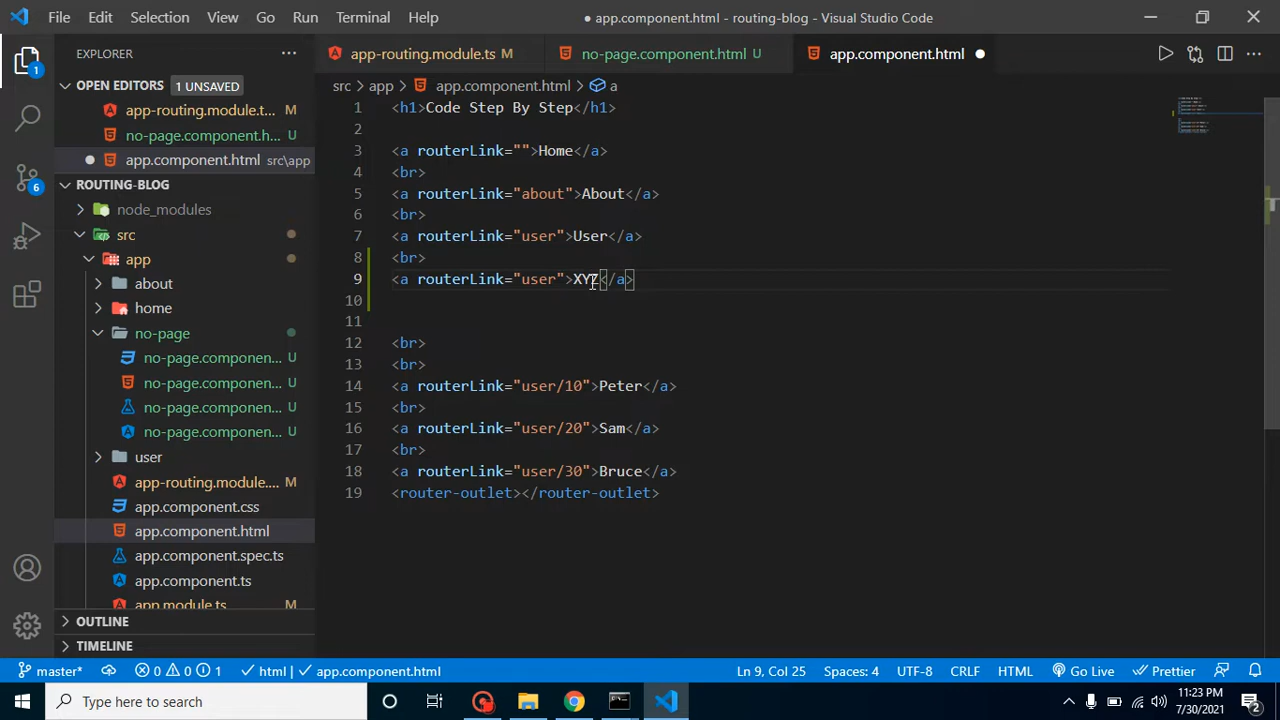 File Edit Selection View Go Run Terminal Help
● app.component.html - routing-blog - Visual Studio Code
EXPLORER
app-routing.module.ts M
no-page.component.html U
app.component.html
OPEN EDITORS 1 UNSAVED
src > app > app.component.html > a
app-routing.module.t... M
no-page.component.h... U
app.component.html src\app
ROUTING-BLOG
node_modules
src
app
about
home
no-page
no-page.componen... U
no-page.componen... U
no-page.componen... U
no-page.componen... U
user
app-routing.module.... M
app.component.css
app.component.html
app.component.spec.ts
app.component.ts
app.module.ts M
OUTLINE
TIMELINE
1
6
1 <h1>Code Step By Step</h1>
2
3 <a routerLink="">Home</a>
4 <br>
5 <a routerLink="about">About</a>
6 <br>
7 <a routerLink="user">User</a>
8 <br>
9 <a routerLink="user">XYZ</a>
10
11
12 <br>
13 <br>
14 <a routerLink="user/10">Peter</a>
15 <br>
16 <a routerLink="user/20">Sam</a>
17 <br>
18 <a routerLink="user/30">Bruce</a>
19 <router-outlet></router-outlet>
master* 0 0 1 html app.component.html Ln 9, Col 25 Spaces: 4 UTF-8 CRLF HTML Go Live Prettier
Type here to search
11:23 PM
7/30/2021
2